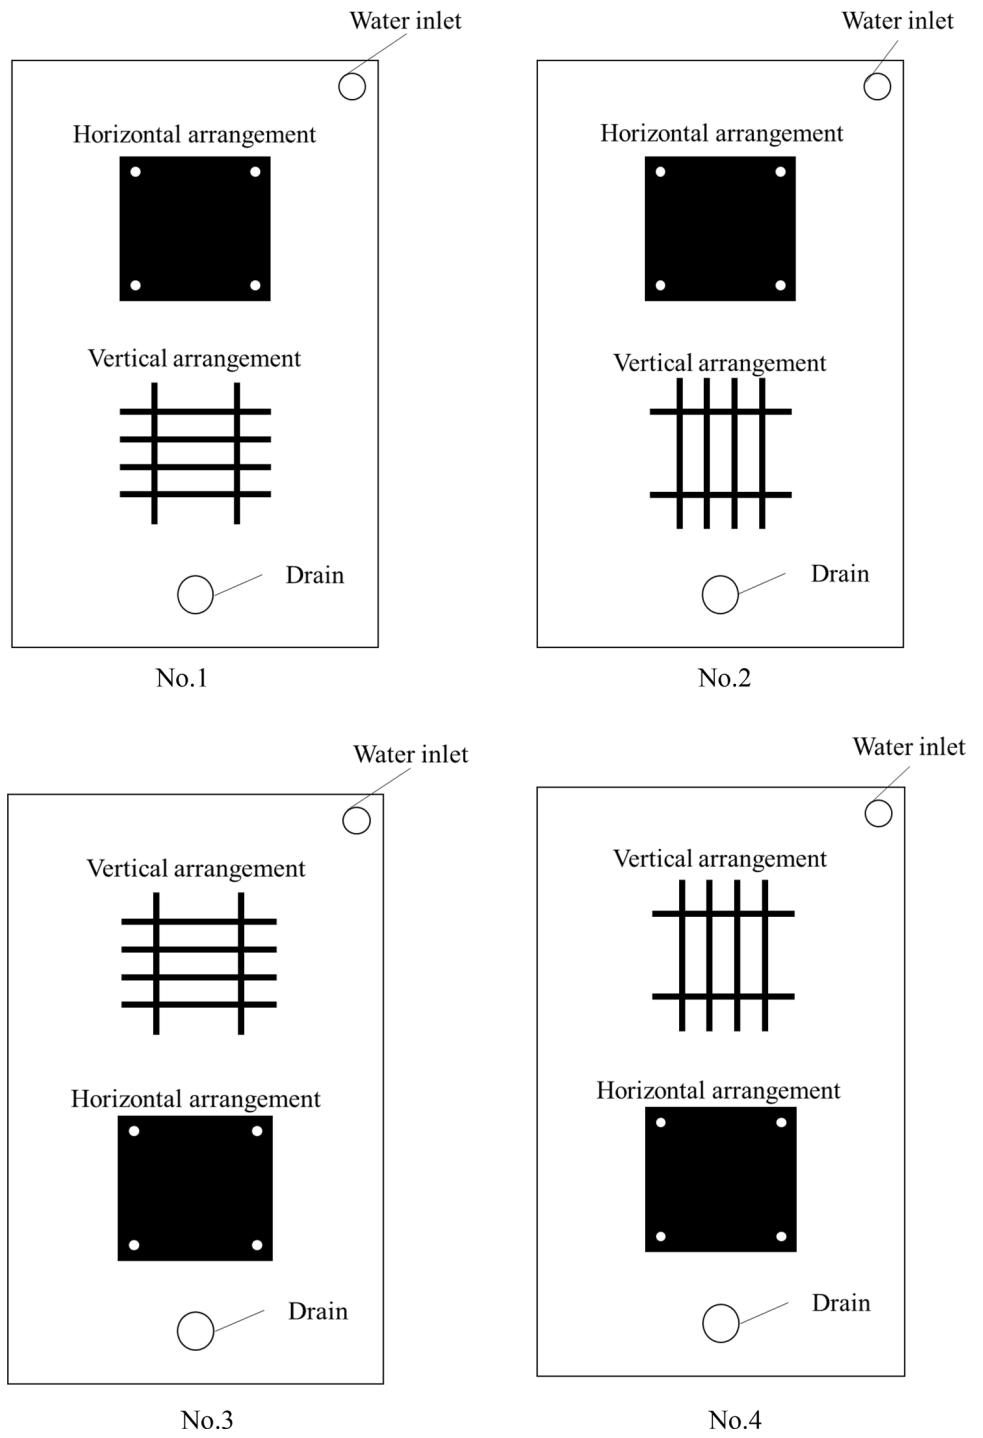 Water inlet
Horizontal arrangement
Vertical arrangement
Drain
No.1
Water inlet
Horizontal arrangement
Vertical arrangement
Drain
No.2
Water inlet
Vertical arrangement
Horizontal arrangement
Drain
No.3
Water inlet
Vertical arrangement
Horizontal arrangement
Drain
No.4